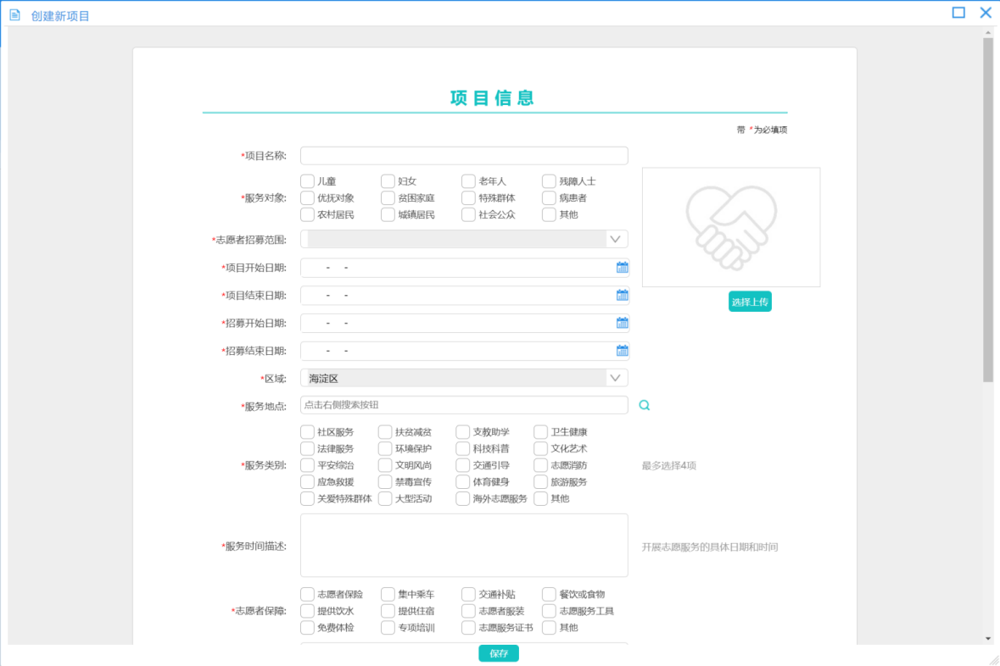 创建新项目
项目信息
带 *为必填项
*项目名称:
*服务对象:
儿童 妇女 老年人 残障人士
优抚对象 贫困家庭 特殊群体 病患者
农村居民 城镇居民 社会公众 其他
*志愿者招募范围:
*项目开始日期: - -
选择上传
*项目结束日期: - -
*招募开始日期: - -
*招募结束日期: - -
*区域: 海淀区
*服务地点: 点击右侧搜索按钮
*服务类别:
社区服务 扶贫减贫 支教助学 卫生健康
法律服务 环境保护 科技科普 文化艺术
平安综治 文明风尚 交通引导 志愿消防
应急救援 禁毒宣传 体育健身 旅游服务
关爱特殊群体 大型活动 海外志愿服务 其他
最多选择4项
*服务时间描述:
开展志愿服务的具体日期和时间
*志愿者保障:
志愿者保险 集中乘车 交通补贴 餐饮或食物
提供饮水 提供住宿 志愿者服装 志愿服务工具
免费体检 专项培训 志愿服务证书 其他
保存